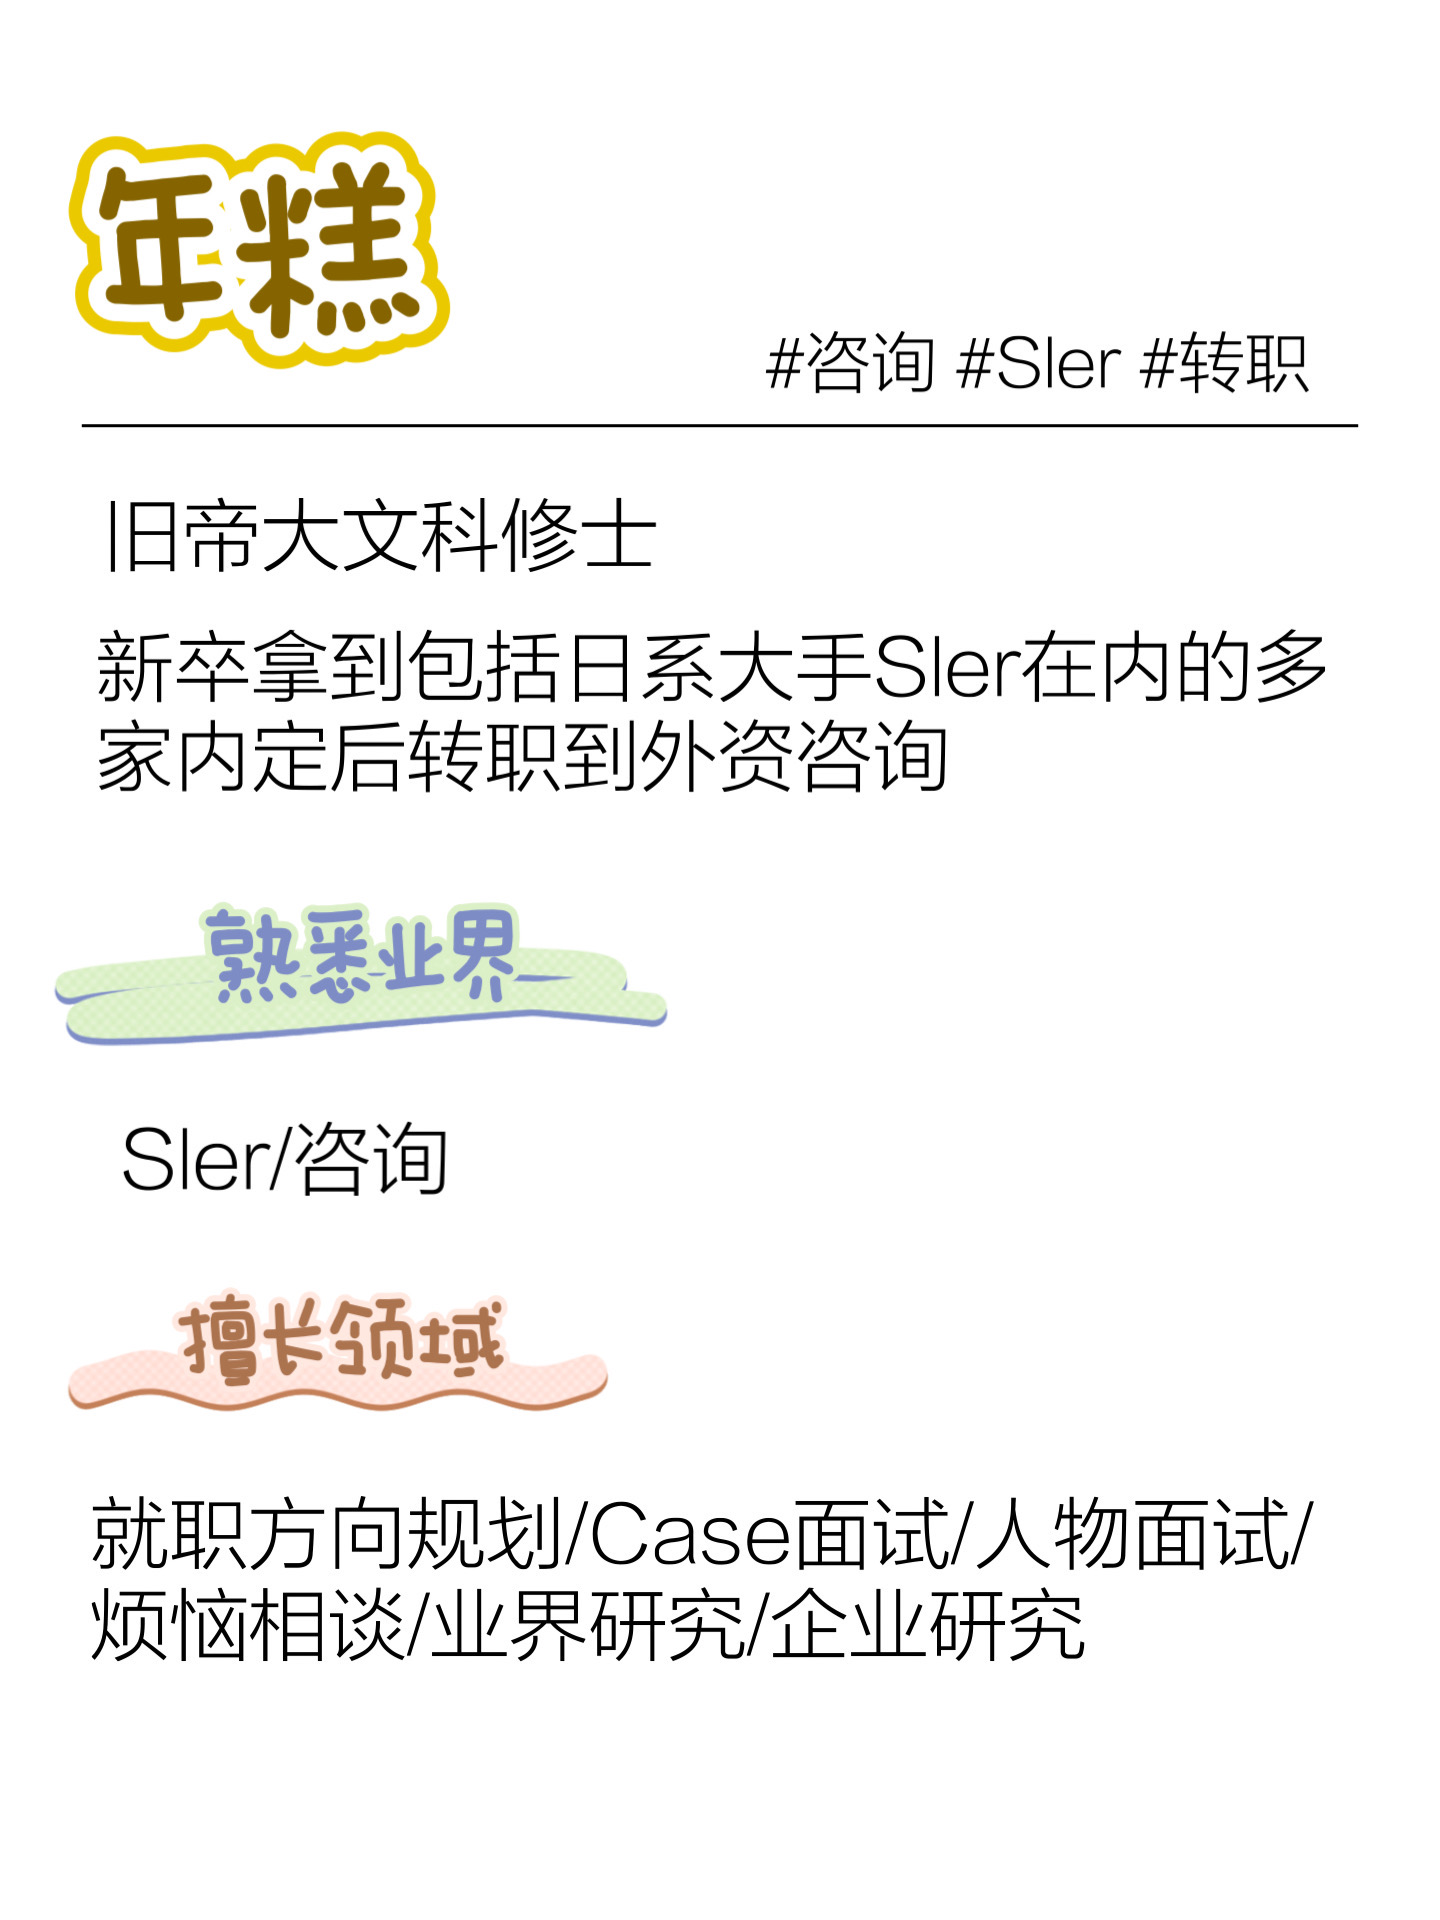 年糕
#咨询 #SIer #转职
旧帝大文科修士
新卒拿到包括日系大手SIer在内的多
家内定后转职到外资咨询
熟悉业界
SIer/咨询
擅长领域
就职方向规划/Case面试/人物面试/
烦恼相谈/业界研究/企业研究